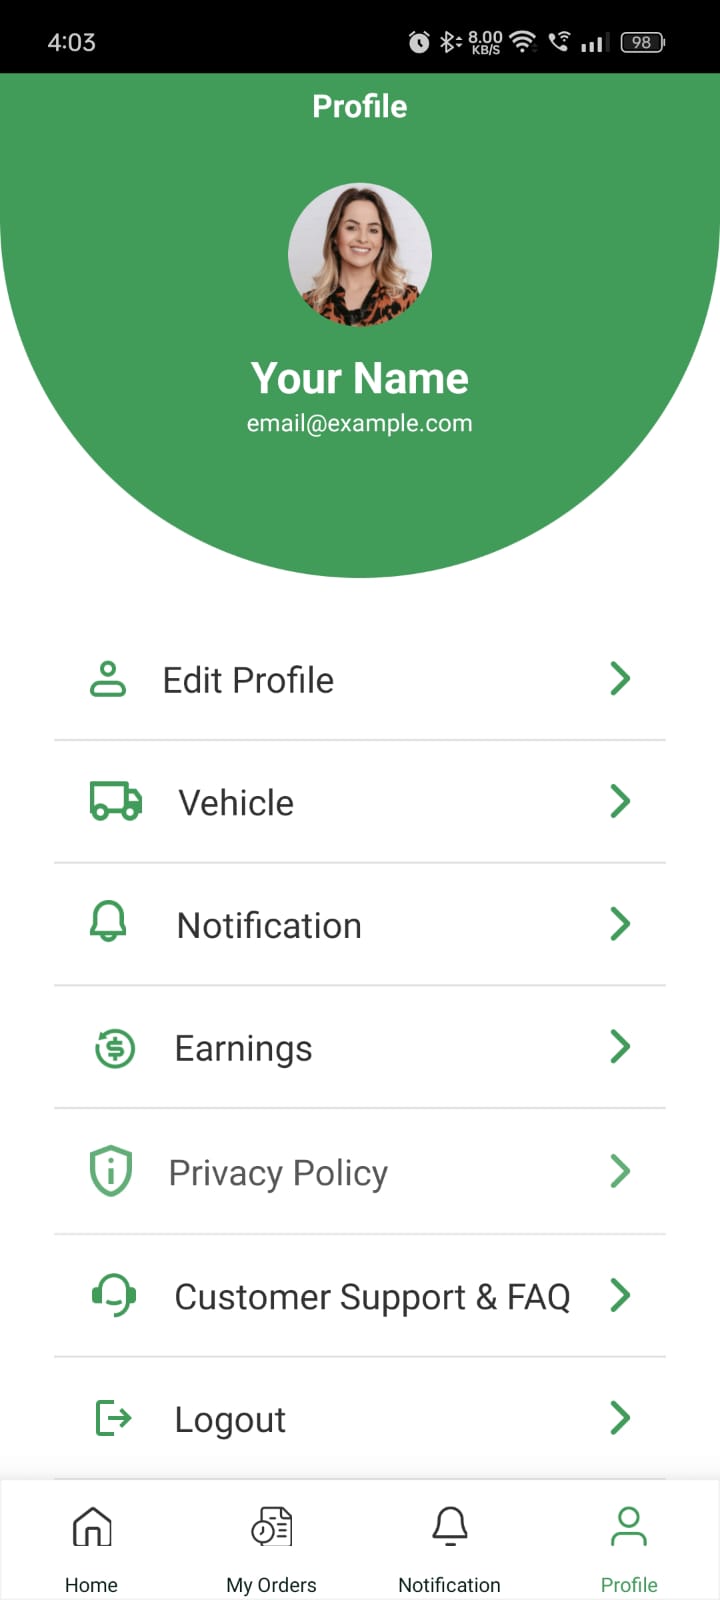 4:03
8.00
KB/S
98
Profile
Your Name
email@example.com
Edit Profile
Vehicle
Notification
Earnings
Privacy Policy
Customer Support & FAQ
Logout
Home
My Orders
Notification
Profile